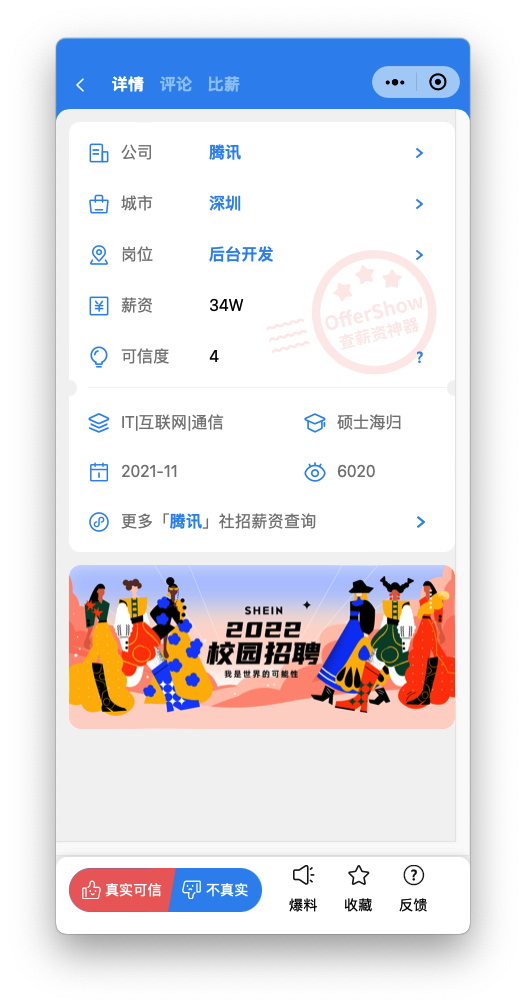 详情 评论 比薪
公司 腾讯
城市 深圳
岗位 后台开发
薪资 34W
OfferShow
查薪资神器
可信度 4 ?
IT|互联网|通信 硕士海归
2021-11 6020
更多「腾讯」社招薪资查询
SHEIN
2022
校园招聘
我是世界的可能性
真实可信 不真实 爆料 收藏 反馈